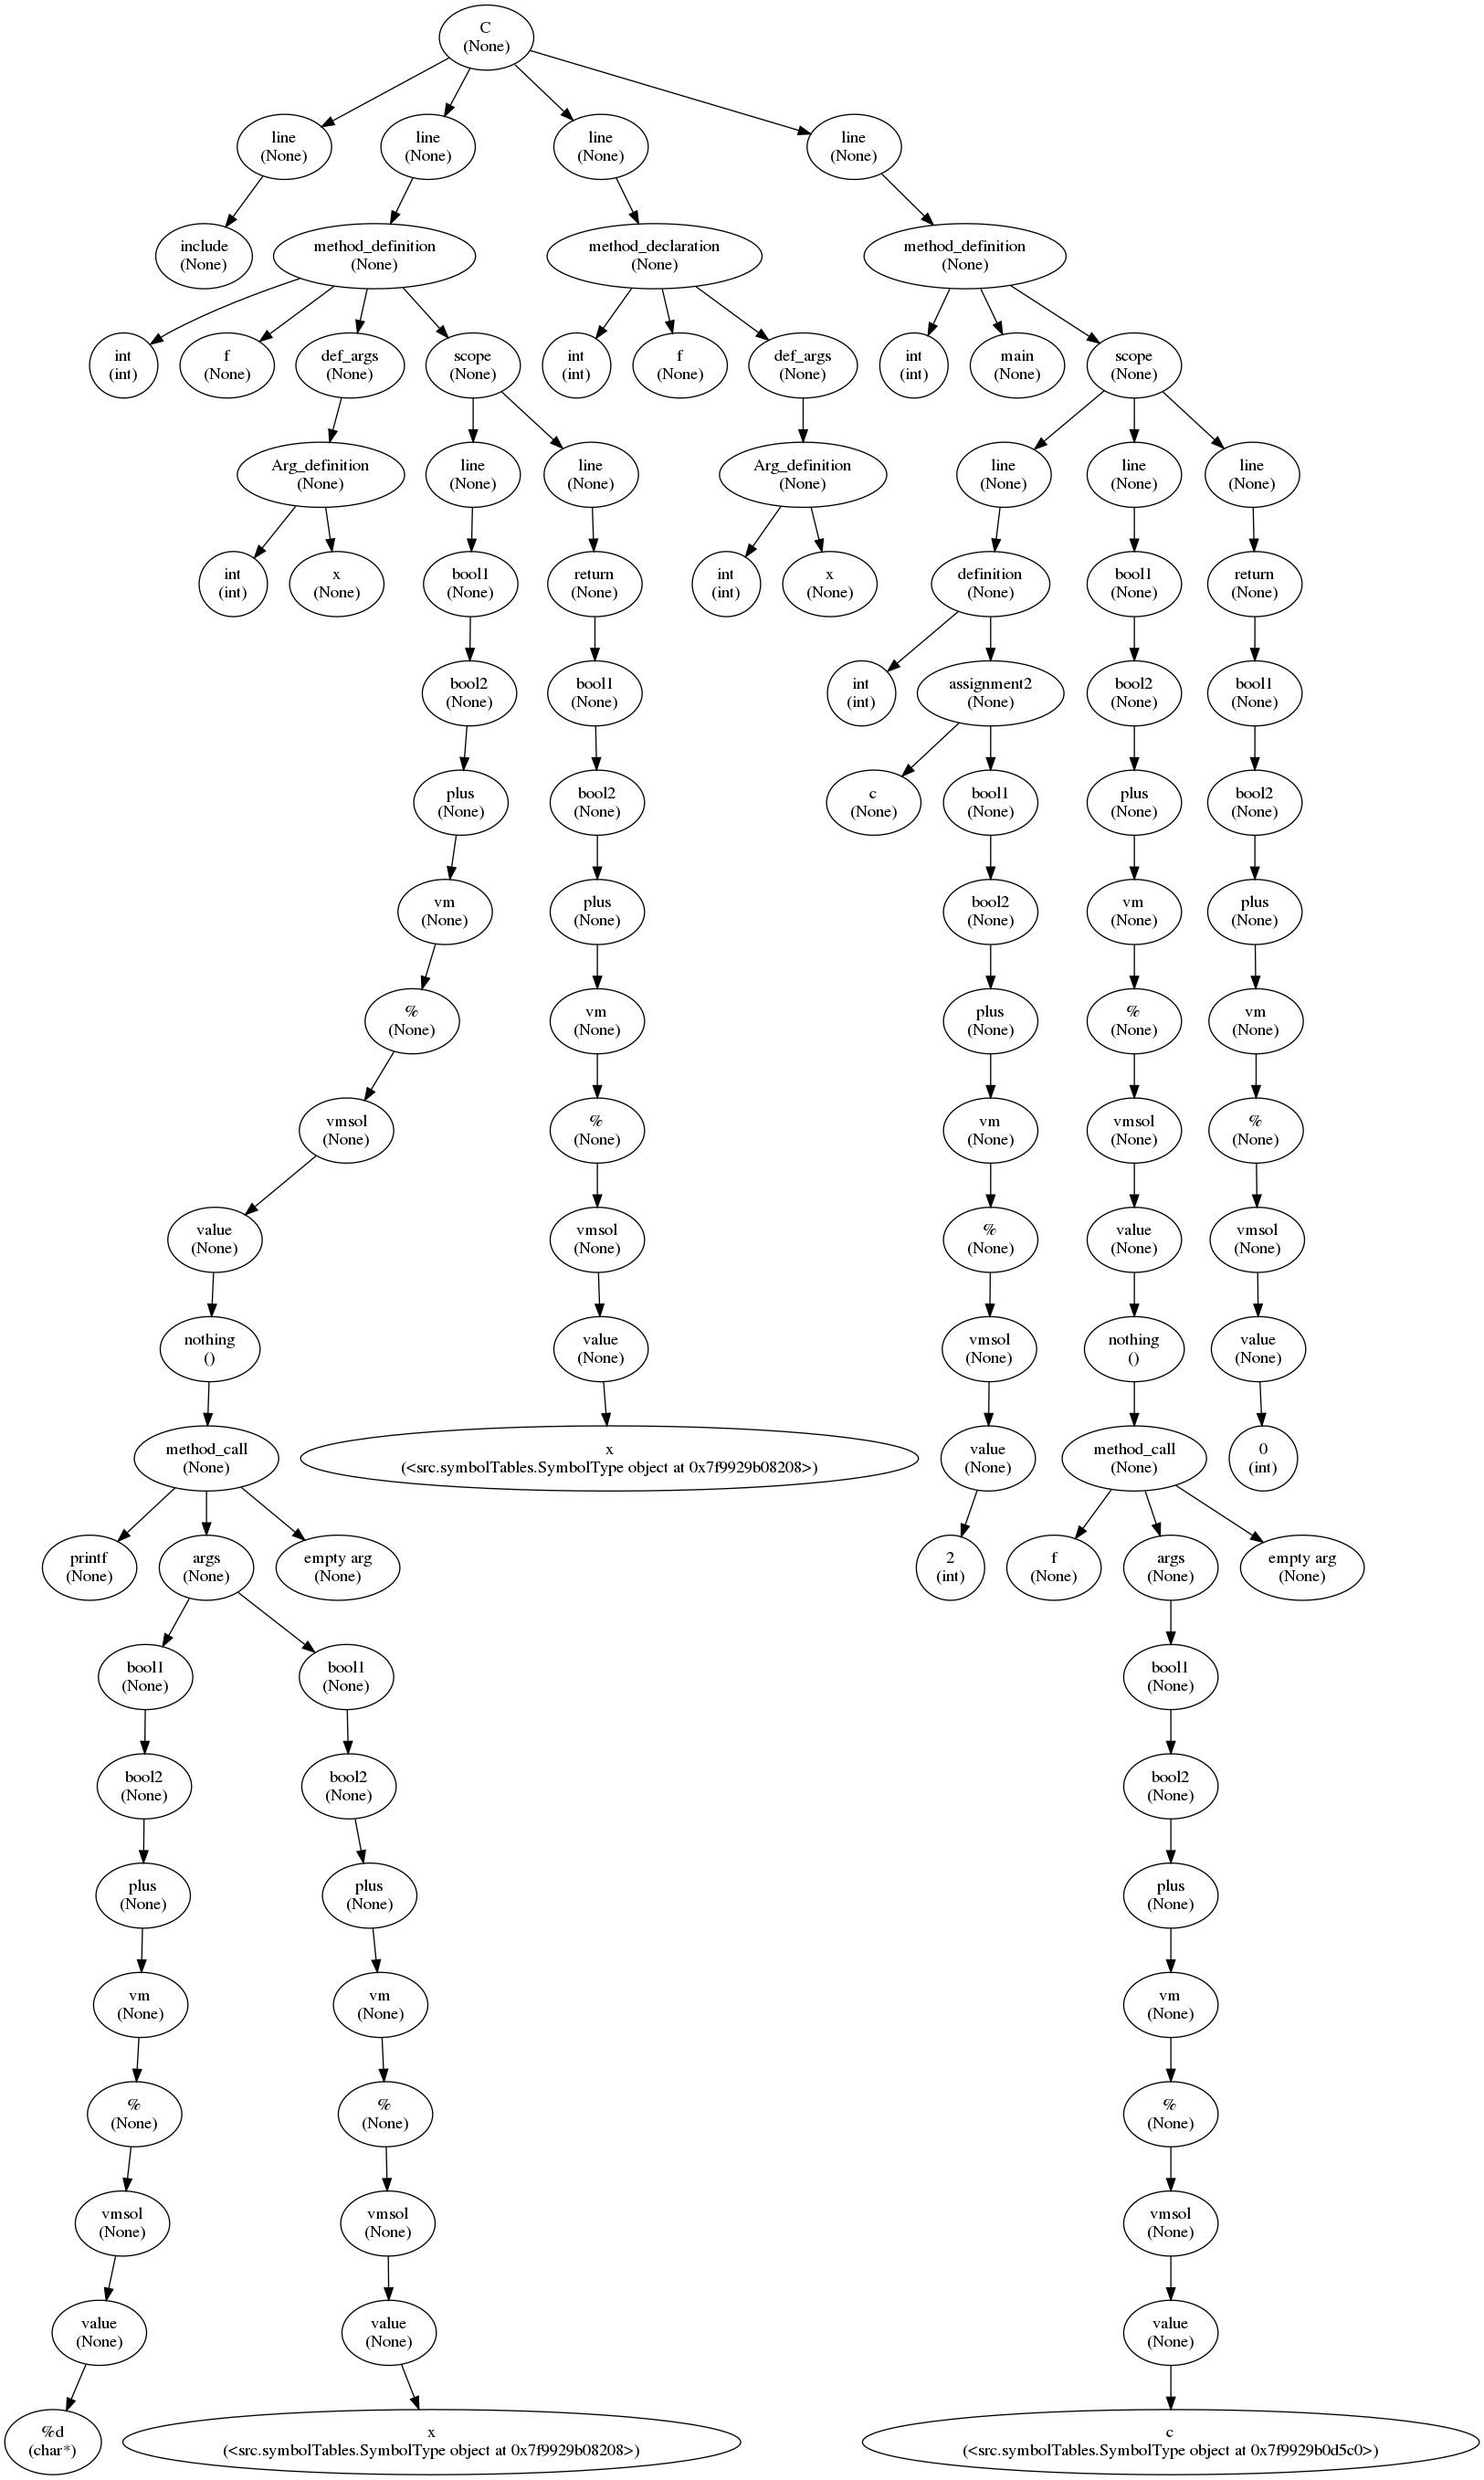 C
(None)
line
(None)
line
(None)
line
(None)
line
(None)
include
(None)
method_definition
(None)
method_declaration
(None)
method_definition
(None)
int
(int)
f
(None)
def_args
(None)
scope
(None)
int
(int)
f
(None)
def_args
(None)
int
(int)
main
(None)
scope
(None)
Arg_definition
(None)
line
(None)
line
(None)
Arg_definition
(None)
line
(None)
line
(None)
line
(None)
int
(int)
x
(None)
bool1
(None)
return
(None)
int
(int)
x
(None)
definition
(None)
bool1
(None)
return
(None)
bool2
(None)
bool1
(None)
int
(int)
assignment2
(None)
bool2
(None)
bool1
(None)
plus
(None)
bool2
(None)
c
(None)
bool1
(None)
plus
(None)
bool2
(None)
vm
(None)
plus
(None)
bool2
(None)
vm
(None)
plus
(None)
%
(None)
vm
(None)
plus
(None)
%
(None)
vm
(None)
vmsol
(None)
%
(None)
vm
(None)
vmsol
(None)
%
(None)
value
(None)
vmsol
(None)
%
(None)
value
(None)
vmsol
(None)
nothing
()
value
(None)
vmsol
(None)
nothing
()
value
(None)
method_call
(None)
x
(<src.symbolTables.SymbolType object at 0x7f9929b08208>)
value
(None)
method_call
(None)
0
(int)
printf
(None)
args
(None)
empty arg
(None)
2
(int)
f
(None)
args
(None)
empty arg
(None)
bool1
(None)
bool1
(None)
bool1
(None)
bool2
(None)
bool2
(None)
bool2
(None)
plus
(None)
plus
(None)
plus
(None)
vm
(None)
vm
(None)
vm
(None)
%
(None)
%
(None)
%
(None)
vmsol
(None)
vmsol
(None)
vmsol
(None)
value
(None)
value
(None)
value
(None)
%d
(char*)
x
(<src.symbolTables.SymbolType object at 0x7f9929b08208>)
c
(<src.symbolTables.SymbolType object at 0x7f9929b0d5c0>)